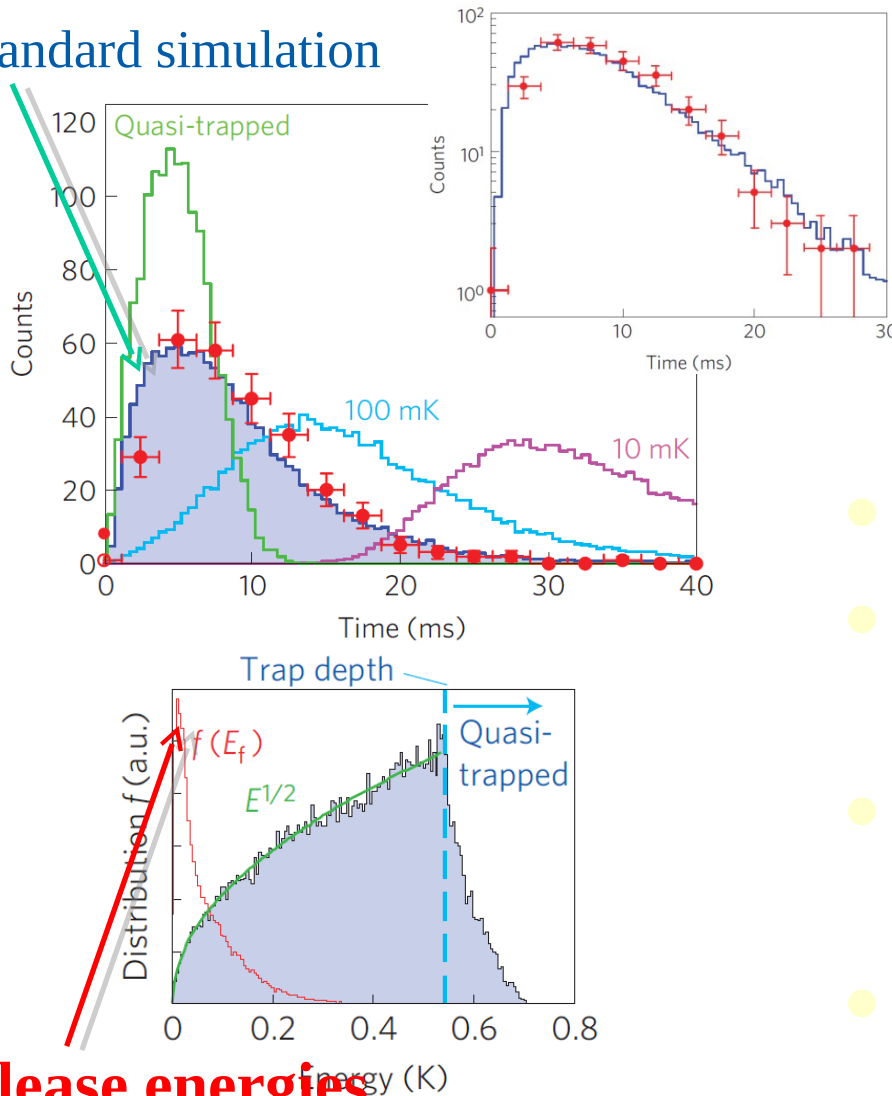 andard simulation
Quasi-trapped
120
100
80
60
40
20
0
Counts
100 mK
10 mK
0
10
20
30
40
Time (ms)
10²
10¹
10⁰
Counts
0
10
20
30
Time (ms)
Trap depth
Quasi-
trapped
f (E_f)
E^1/2
Distribution f (a.u.)
0
0.2
0.4
0.6
0.8
Energy (K)
lease energies